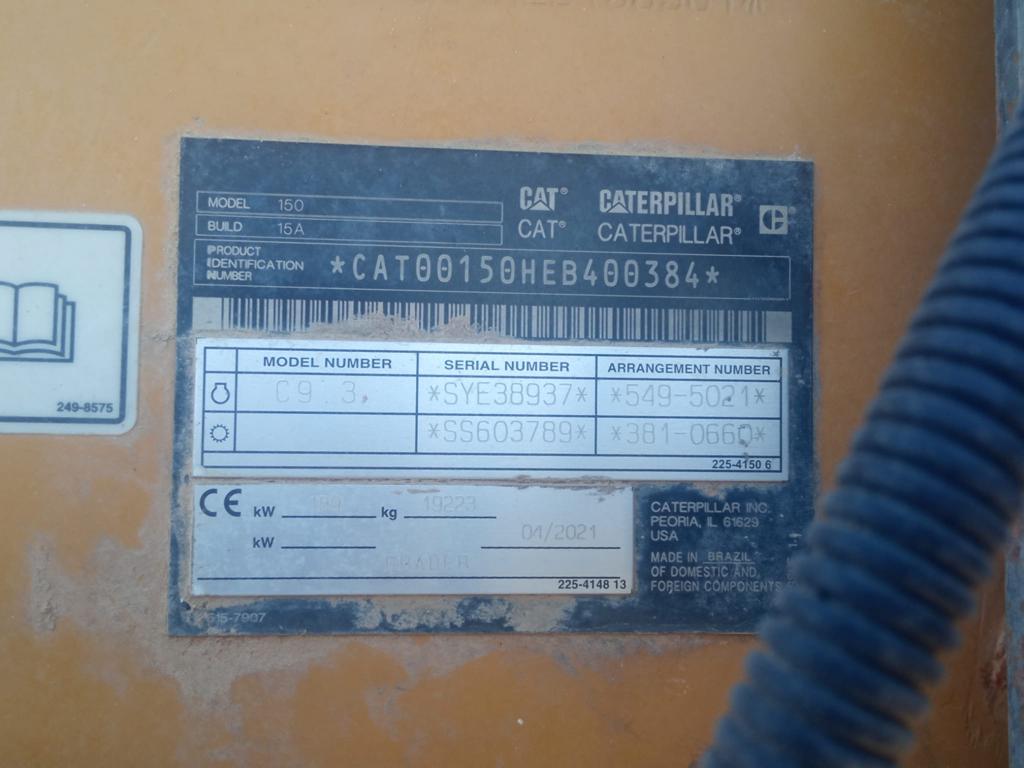 MODEL 150
BUILD 15A
CAT® CATERPILLAR®
CAT® CATERPILLAR®
PRODUCT
IDENTIFICATION
NUMBER
*CAT00150HEB400384*
249-8575
MODEL NUMBER SERIAL NUMBER ARRANGEMENT NUMBER
C9.3 *SYE38937* *549-5021*
*SS603789* *381-0660*
225-4150 6
CE kW kg 19223
kW 04/2021
GRADER
225-4148 13
CATERPILLAR INC.
PEORIA, IL 61629
USA
MADE IN BRAZIL
OF DOMESTIC AND
FOREIGN COMPONENTS